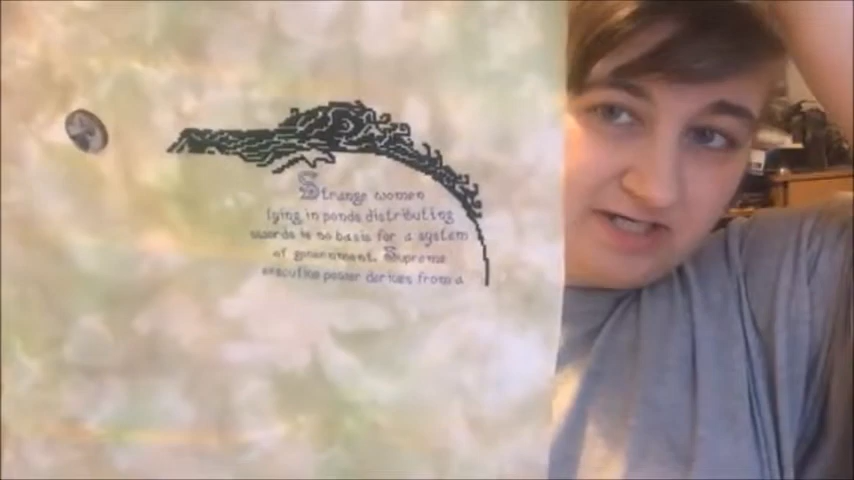 Strange women
lying in ponds distributing
swords is no basis for a system
of government. Supreme
executive power derives from a